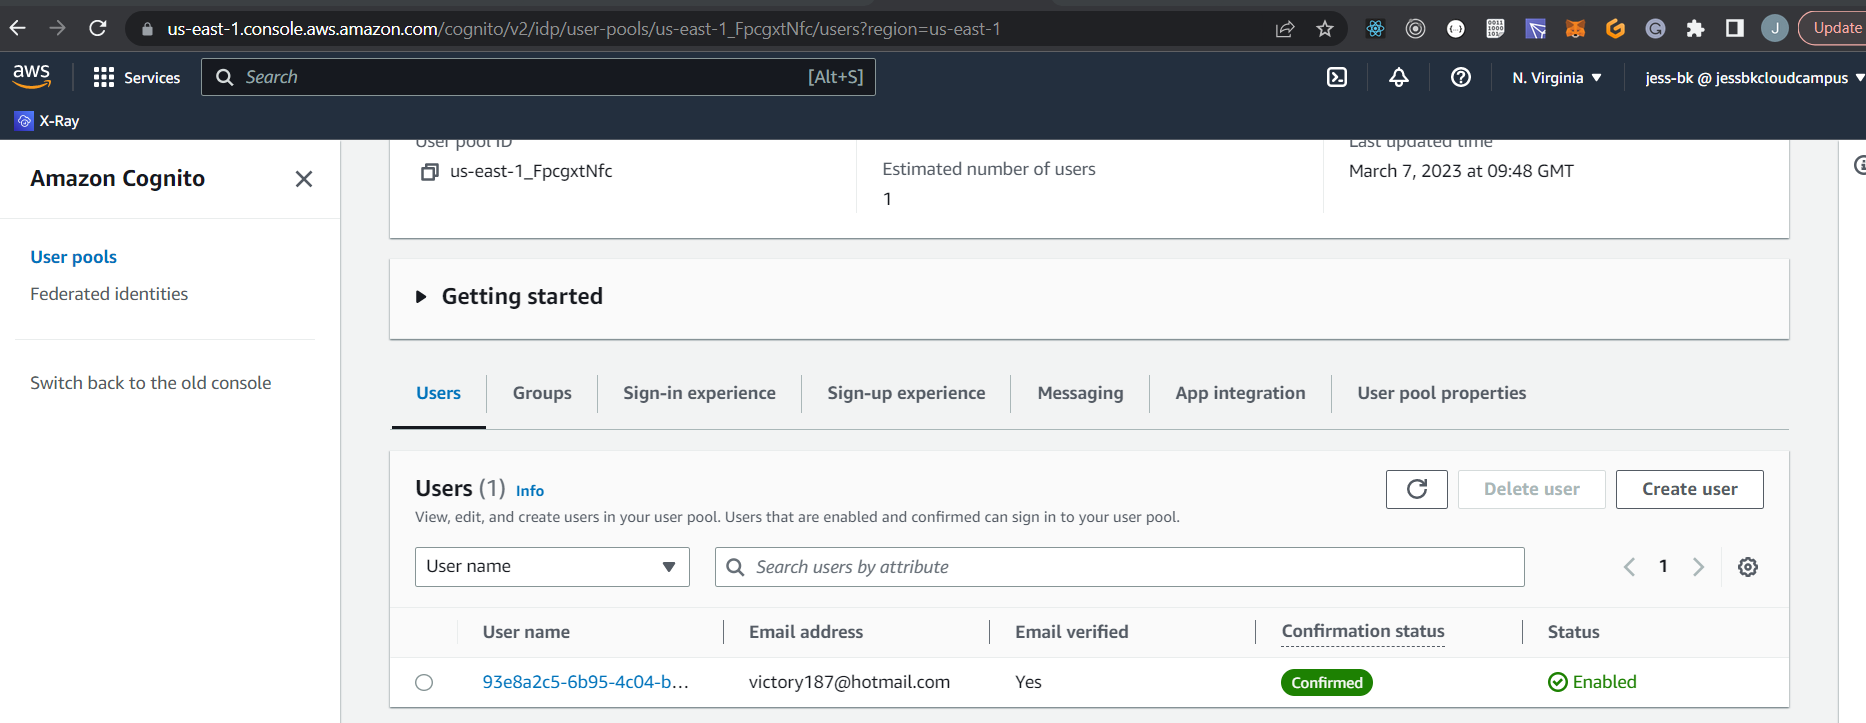 us-east-1.console.aws.amazon.com/cognito/v2/idp/user-pools/us-east-1_FpcgxtNfc/users?region=us-east-1
J
Update
aws
Services
Search
[Alt+S]
N. Virginia
jess-bk @ jessbkcloudcampus
X-Ray
Amazon Cognito
User pools
Federated identities
Switch back to the old console
User pool ID
us-east-1_FpcgxtNfc
Estimated number of users
1
Last updated time
March 7, 2023 at 09:48 GMT
Getting started
Users
Groups
Sign-in experience
Sign-up experience
Messaging
App integration
User pool properties
Users (1) Info
View, edit, and create users in your user pool. Users that are enabled and confirmed can sign in to your user pool.
Delete user
Create user
User name
Search users by attribute
1
User name
Email address
Email verified
Confirmation status
Status
93e8a2c5-6b95-4c04-b...
victory187@hotmail.com
Yes
Confirmed
Enabled